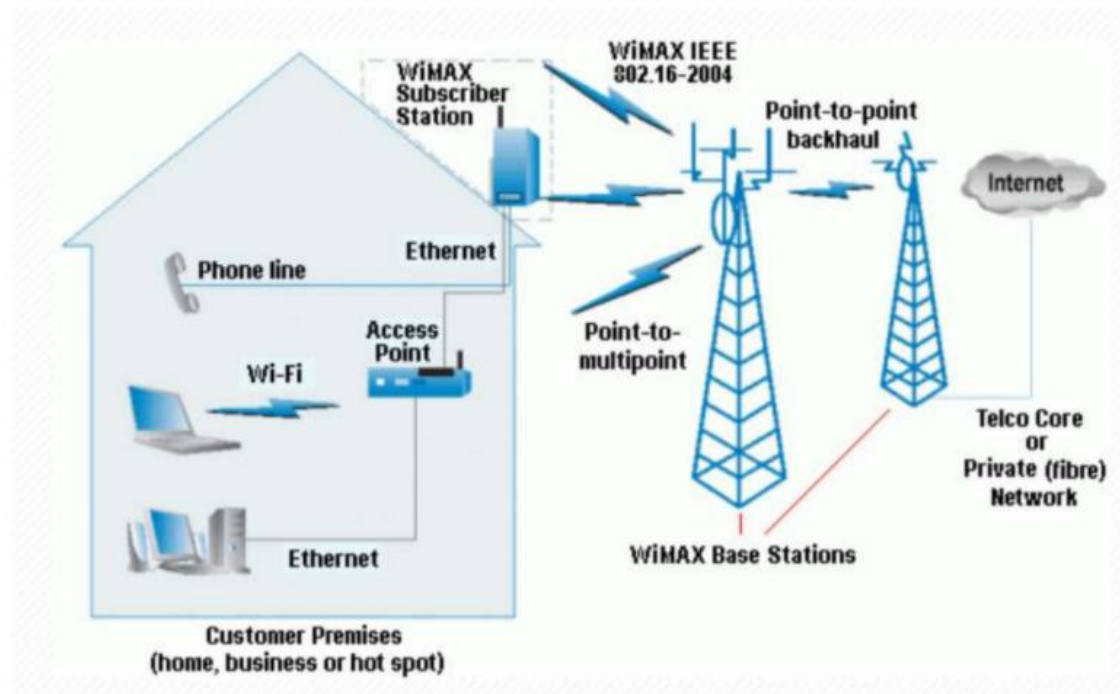 WiMAX IEEE
802.16-2004
WiMAX
Subscriber
Station
Point-to-point
backhaul
Internet
Ethernet
Phone line
Access
Point
Point-to-
multipoint
Wi-Fi
Telco Core
or
Private (fibre)
Network
Ethernet
WiMAX Base Stations
Customer Premises
(home, business or hot spot)